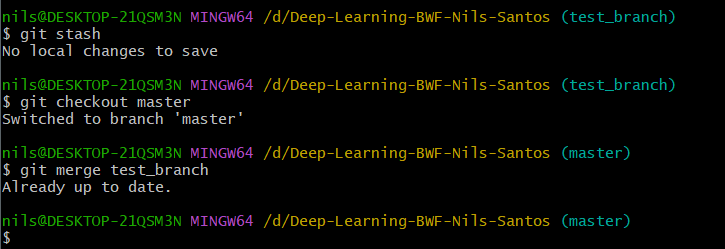 nils@DESKTOP-21QSM3N MINGW64 /d/Deep-Learning-BWF-Nils-Santos (test_branch)
$ git stash
No local changes to save
nils@DESKTOP-21QSM3N MINGW64 /d/Deep-Learning-BWF-Nils-Santos (test_branch)
$ git checkout master
Switched to branch 'master'
nils@DESKTOP-21QSM3N MINGW64 /d/Deep-Learning-BWF-Nils-Santos (master)
$ git merge test_branch
Already up to date.
nils@DESKTOP-21QSM3N MINGW64 /d/Deep-Learning-BWF-Nils-Santos (master)
$